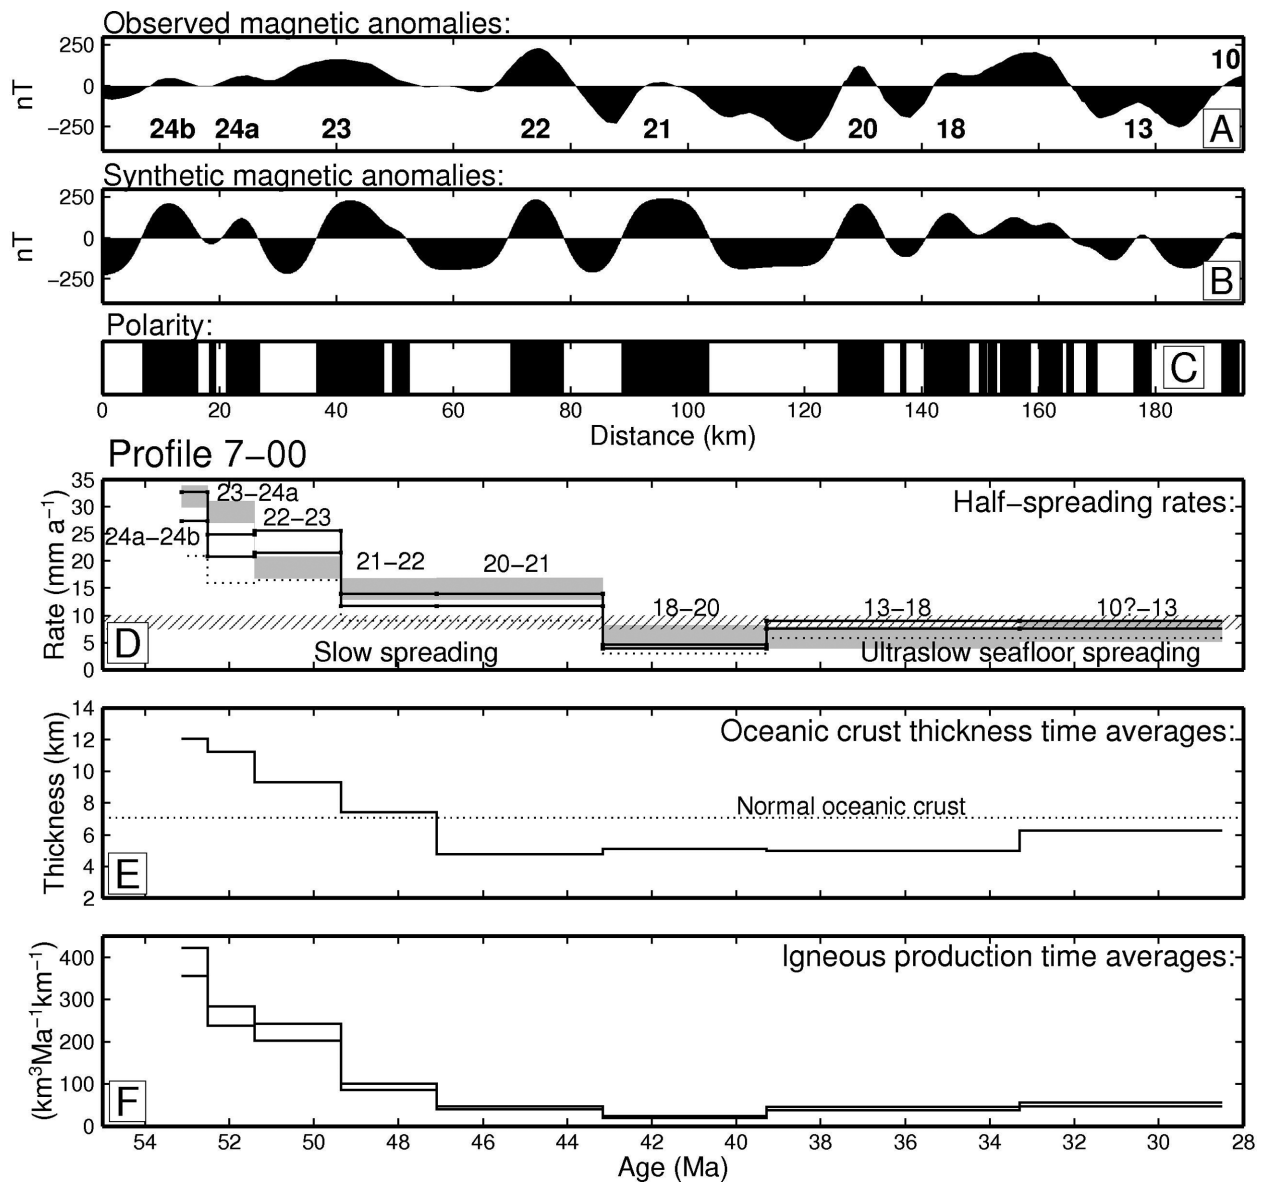 Observed magnetic anomalies:
250
0
−250
nT
24b 24a 23 22 21 20 18 13 10
A
Synthetic magnetic anomalies:
250
0
−250
nT
B
Polarity:
C
0 20 40 60 80 100 120 140 160 180
Distance (km)
Profile 7−00
35
30
25
20
15
10
5
0
Rate (mm a⁻¹)
Half−spreading rates:
23−24a
22−23
24a−24b
21−22
20−21
18−20
13−18
10?−13
Slow spreading
Ultraslow seafloor spreading
D
14
12
10
8
6
4
2
Thickness (km)
Oceanic crust thickness time averages:
Normal oceanic crust
E
400
300
200
100
0
(km³Ma⁻¹km⁻¹)
Igneous production time averages:
F
54 52 50 48 46 44 42 40 38 36 34 32 30 28
Age (Ma)